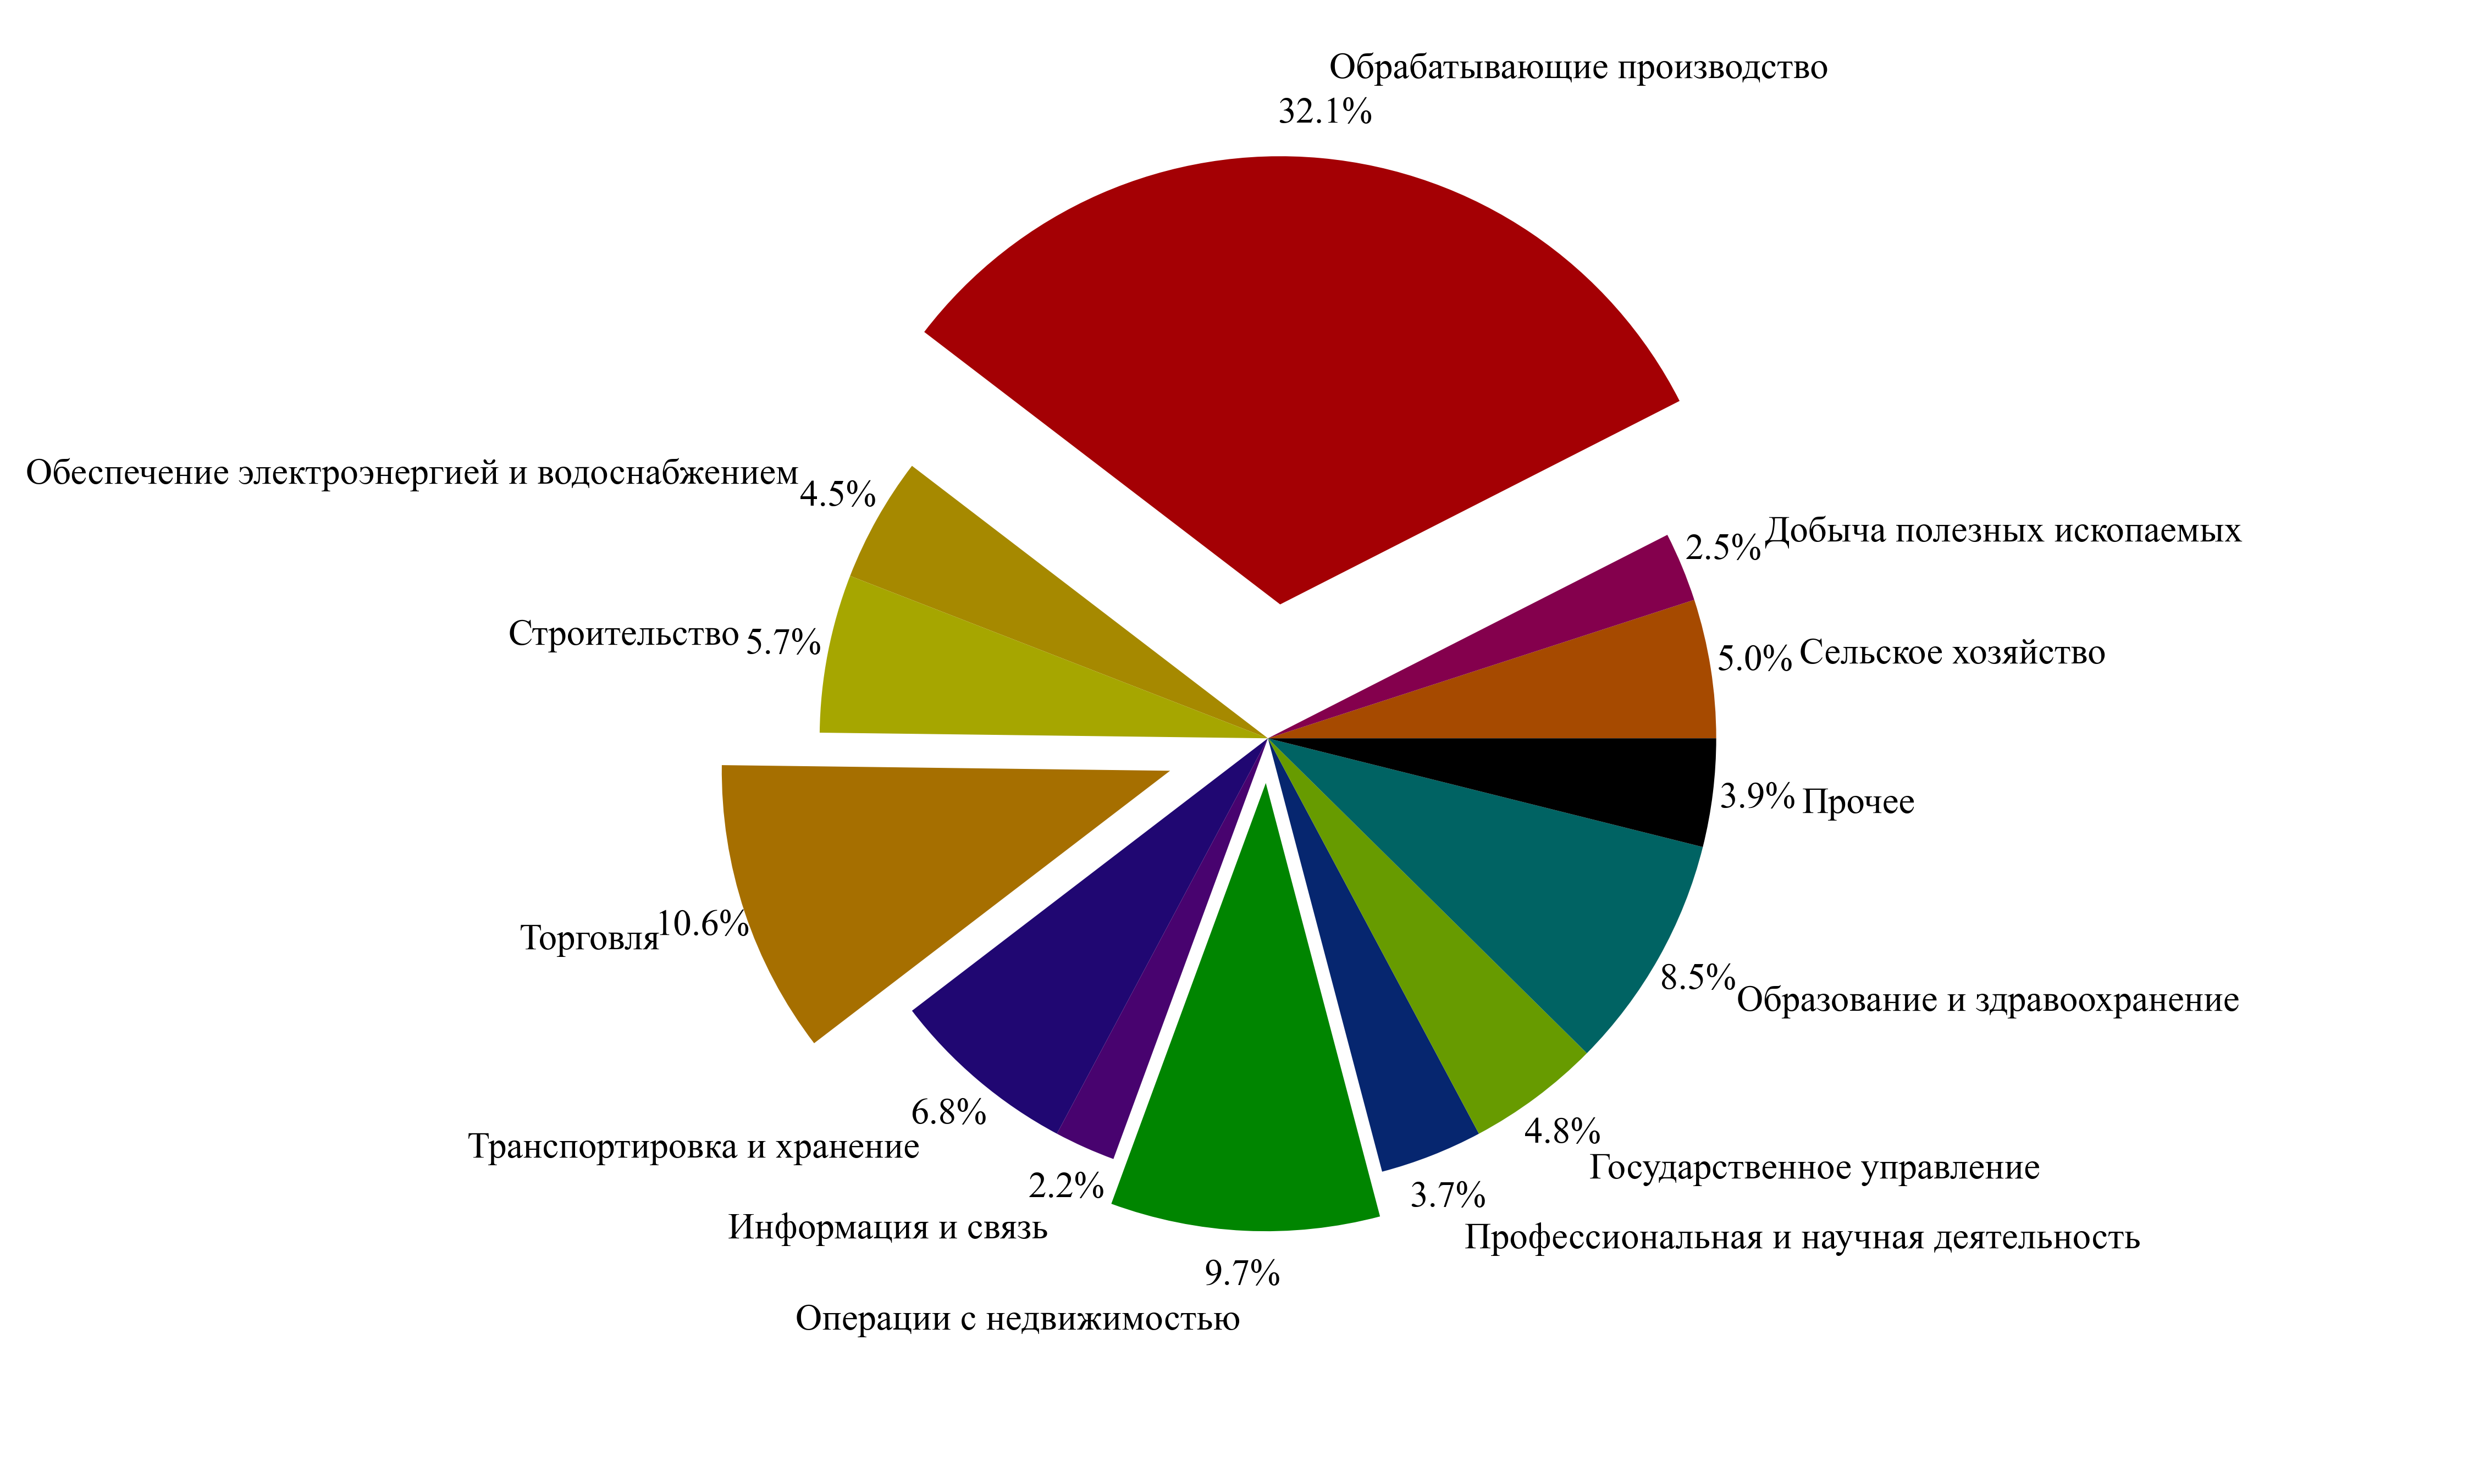 Обрабатывающие производство
32.1%
Обеспечение электроэнергией и водоснабжением
4.5%
Добыча полезных ископаемых
2.5%
Строительство
5.7%
Сельское хозяйство
5.0%
Прочее
3.9%
Торговля
10.6%
Образование и здравоохранение
8.5%
Транспортировка и хранение
6.8%
Государственное управление
4.8%
Информация и связь
2.2%
Профессиональная и научная деятельность
3.7%
Операции с недвижимостью
9.7%